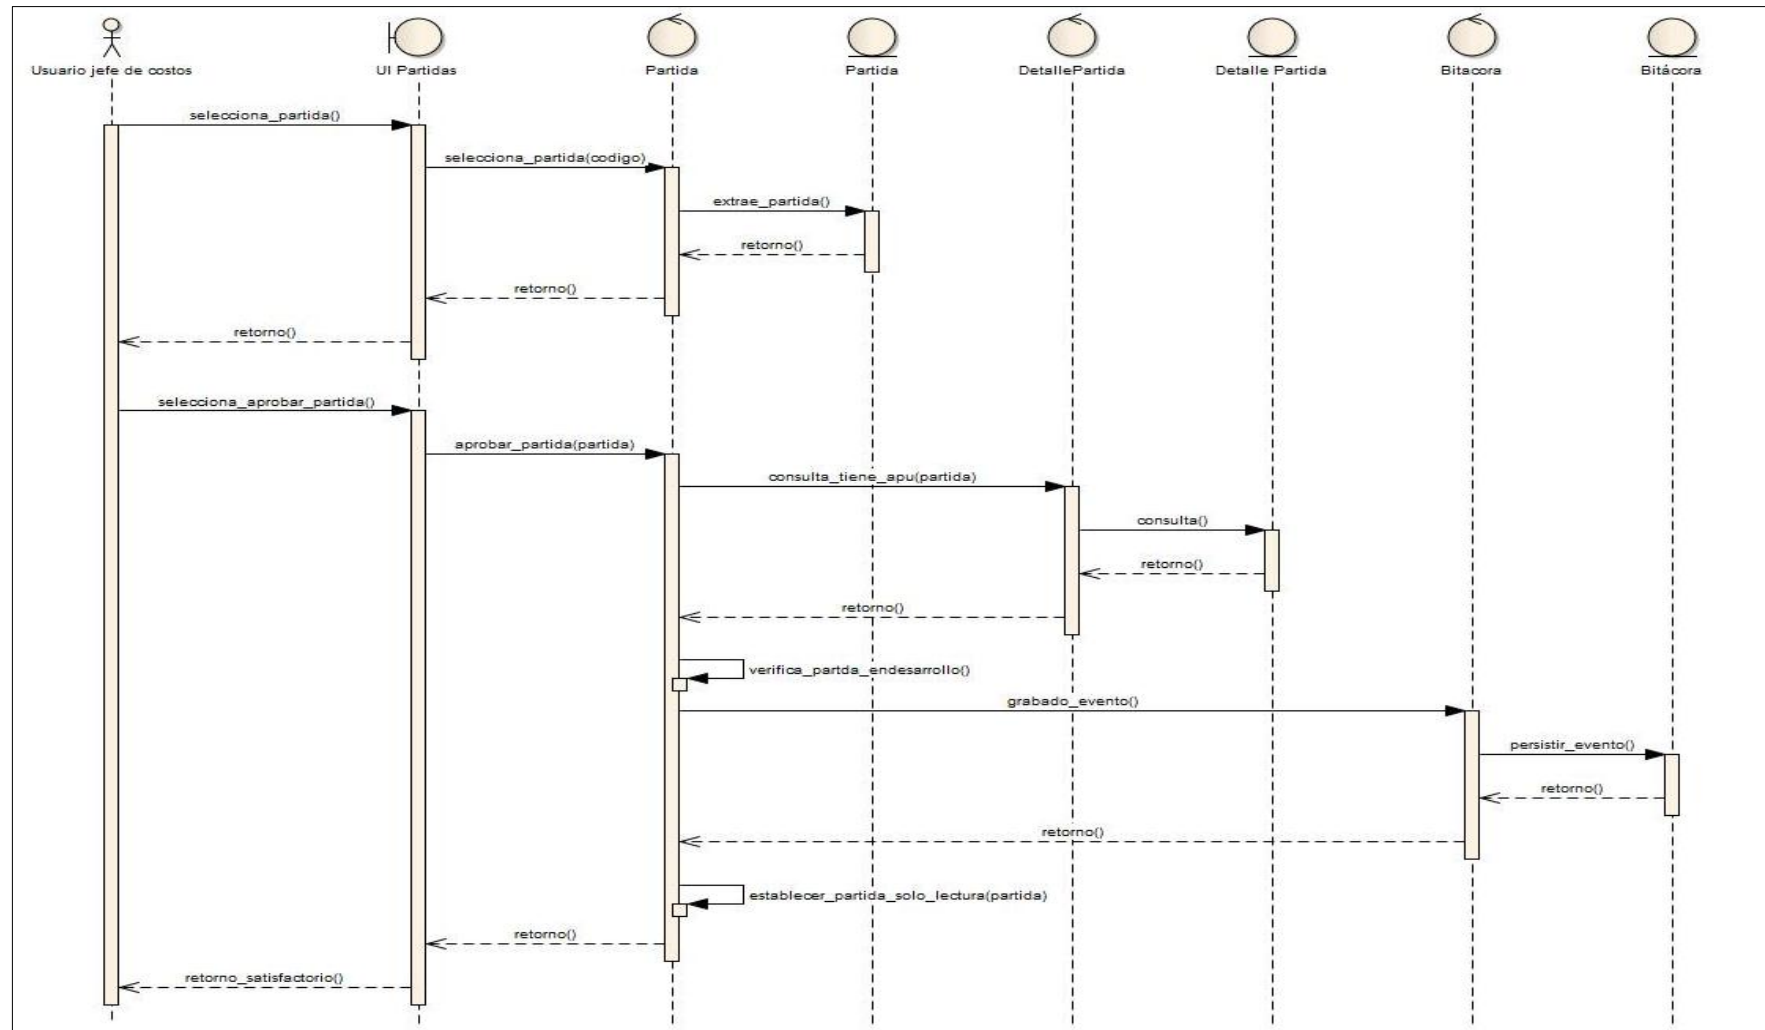 Usuario jefe de costos
UI Partidas
Partida
Partida
DetallePartida
Detalle Partida
Bitacora
Bitácora
selecciona_partida()
selecciona_partida(codigo)
extrae_partida()
retorno()
retorno()
retorno()
selecciona_aprobar_partida()
aprobar_partida(partida)
consulta_tiene_apu(partida)
consulta()
retorno()
retorno()
verifica_partda_endesarrollo()
grabado_evento()
persistir_evento()
retorno()
retorno()
establecer_partida_solo_lectura(partida)
retorno()
retorno_satisfactorio()